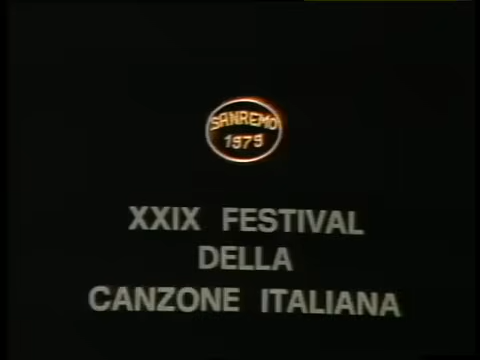 SANREMO
1979
XXIX FESTIVAL
DELLA
CANZONE ITALIANA